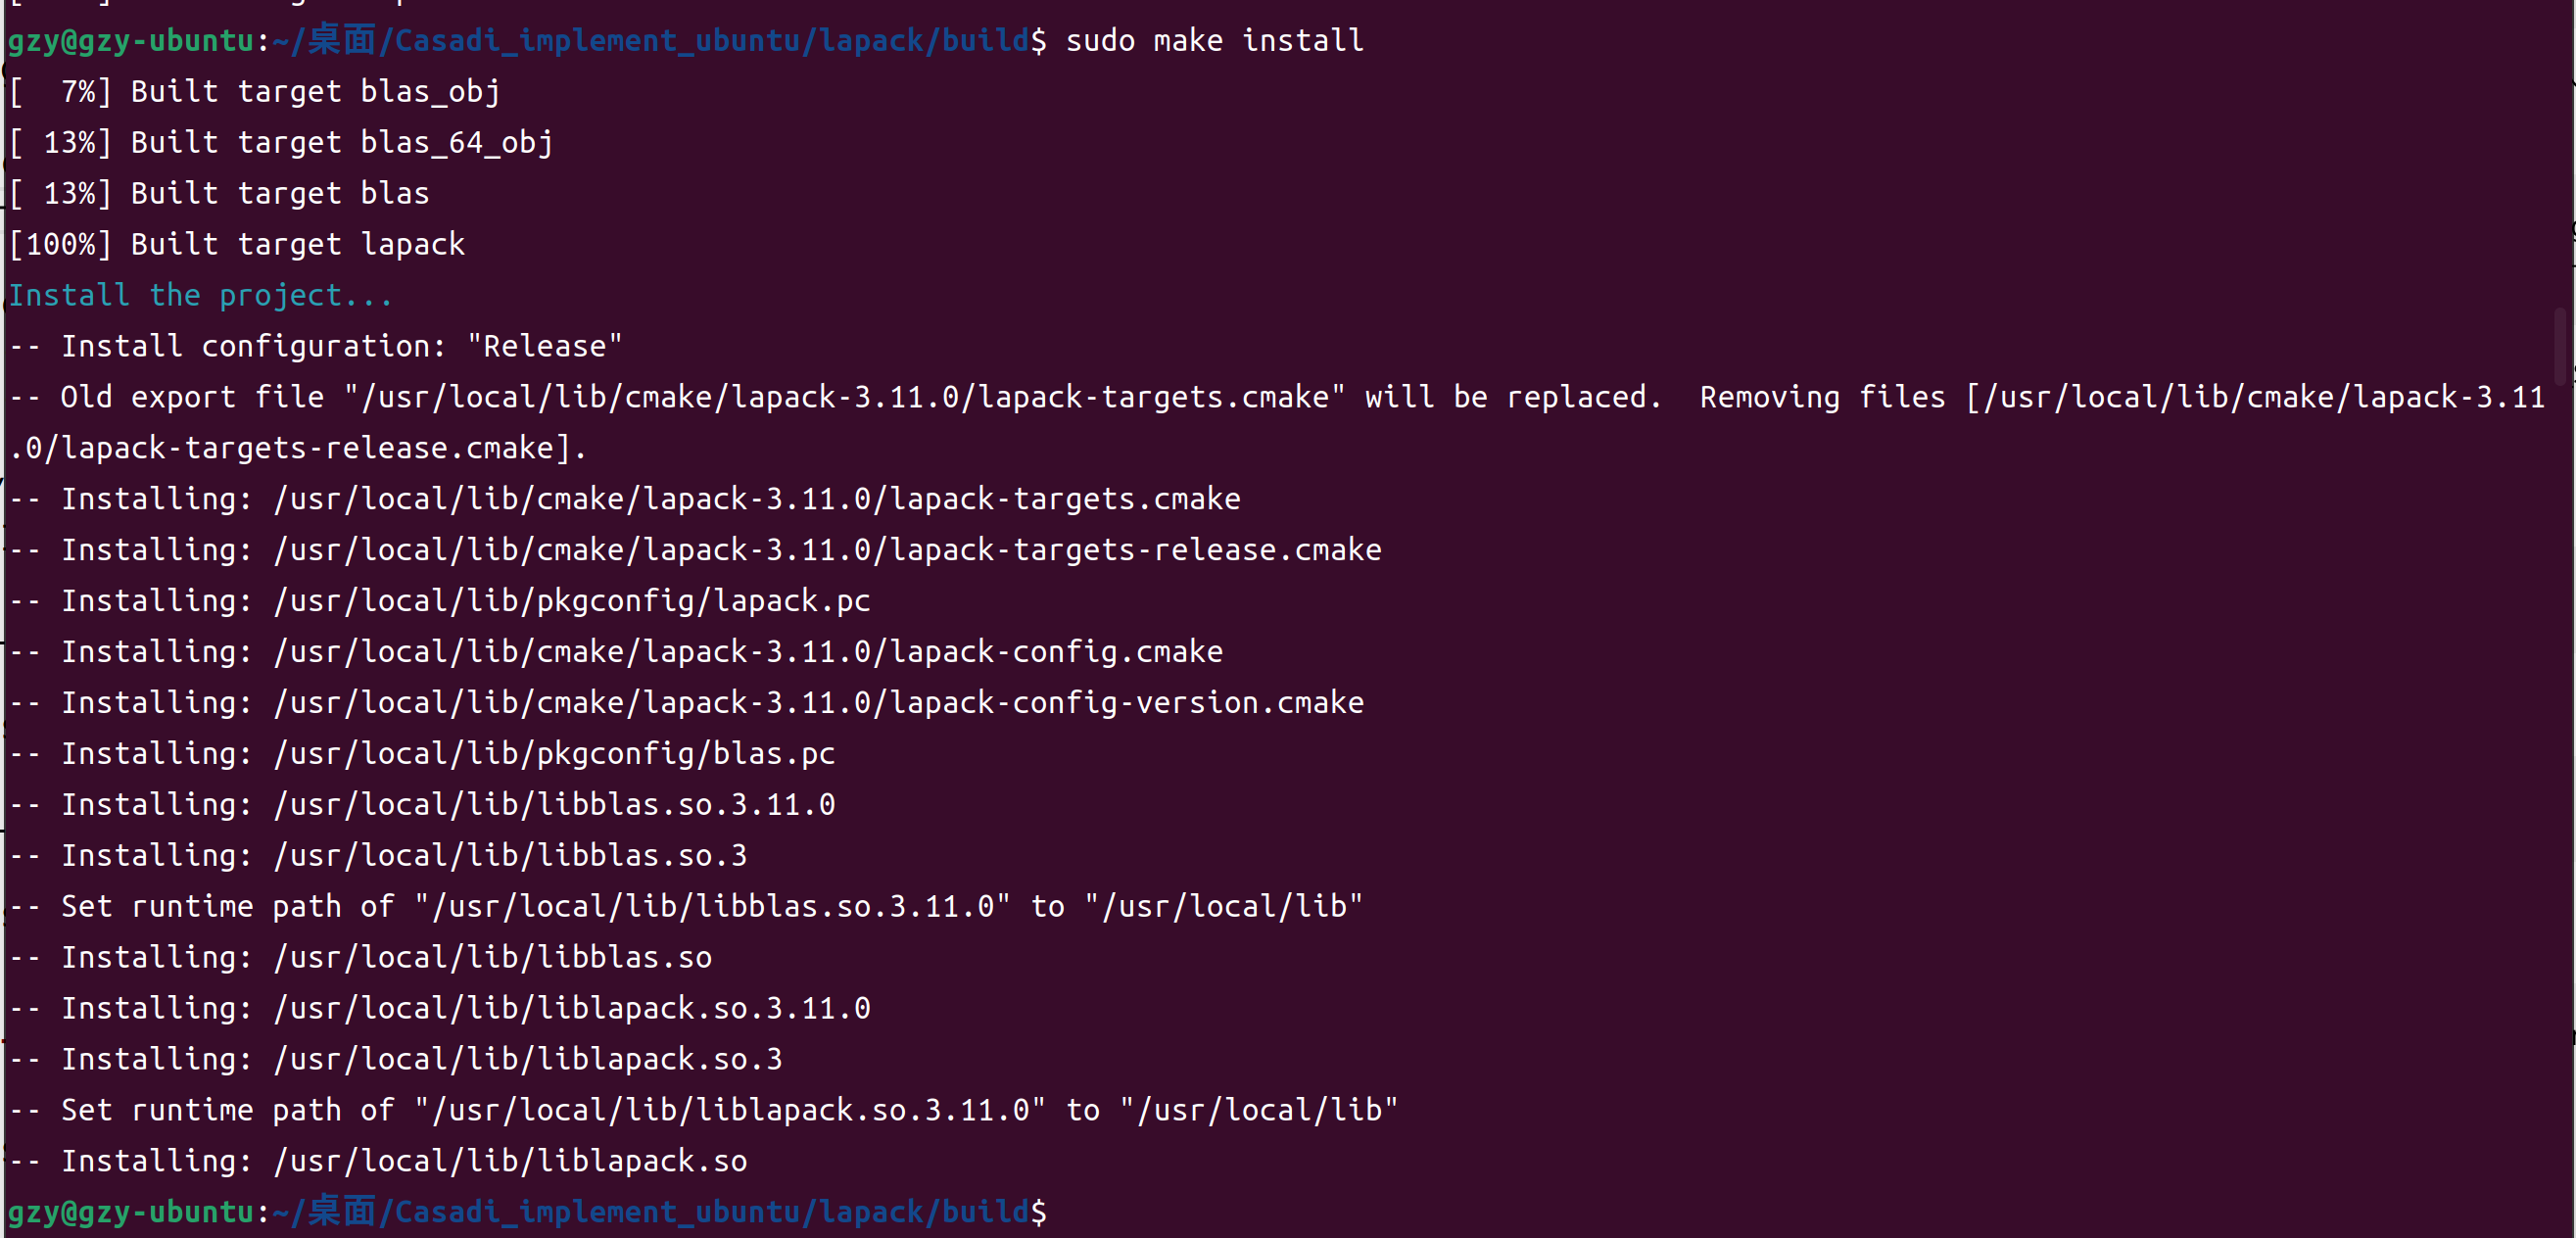 gzy@gzy-ubuntu:~/桌面/Casadi_implement_ubuntu/lapack/build$ sudo make install
[  7%] Built target blas_obj
[ 13%] Built target blas_64_obj
[ 13%] Built target blas
[100%] Built target lapack
Install the project...
-- Install configuration: "Release"
-- Old export file "/usr/local/lib/cmake/lapack-3.11.0/lapack-targets.cmake" will be replaced.  Removing files [/usr/local/lib/cmake/lapack-3.11
.0/lapack-targets-release.cmake].
-- Installing: /usr/local/lib/cmake/lapack-3.11.0/lapack-targets.cmake
-- Installing: /usr/local/lib/cmake/lapack-3.11.0/lapack-targets-release.cmake
-- Installing: /usr/local/lib/pkgconfig/lapack.pc
-- Installing: /usr/local/lib/cmake/lapack-3.11.0/lapack-config.cmake
-- Installing: /usr/local/lib/cmake/lapack-3.11.0/lapack-config-version.cmake
-- Installing: /usr/local/lib/pkgconfig/blas.pc
-- Installing: /usr/local/lib/libblas.so.3.11.0
-- Installing: /usr/local/lib/libblas.so.3
-- Set runtime path of "/usr/local/lib/libblas.so.3.11.0" to "/usr/local/lib"
-- Installing: /usr/local/lib/libblas.so
-- Installing: /usr/local/lib/liblapack.so.3.11.0
-- Installing: /usr/local/lib/liblapack.so.3
-- Set runtime path of "/usr/local/lib/liblapack.so.3.11.0" to "/usr/local/lib"
-- Installing: /usr/local/lib/liblapack.so
gzy@gzy-ubuntu:~/桌面/Casadi_implement_ubuntu/lapack/build$